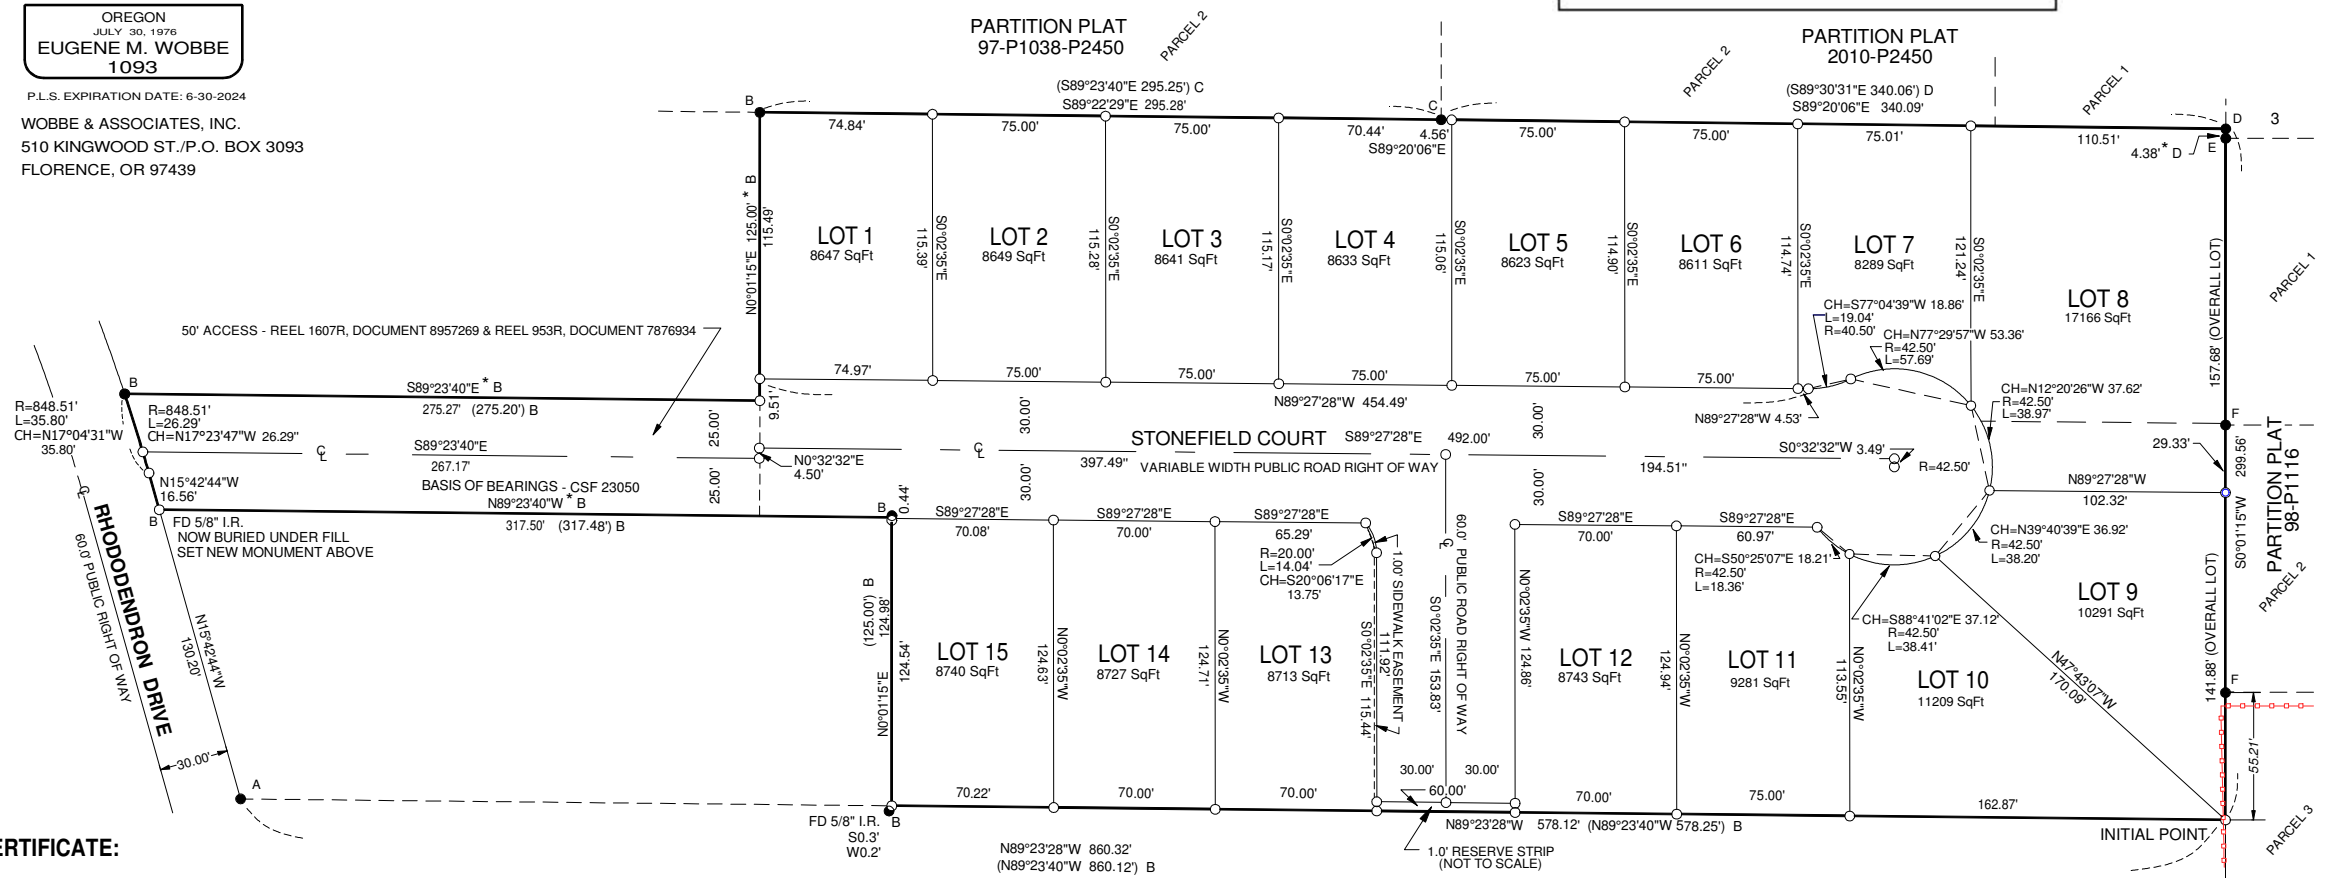 OREGON
JULY 30, 1976
EUGENE M. WOBBE
1093
P.L.S. EXPIRATION DATE: 6-30-2024
WOBBE & ASSOCIATES, INC.
510 KINGWOOD ST./P.O. BOX 3093
FLORENCE, OR 97439
PARTITION PLAT
97-P1038-P2450
PARCEL 2
PARTITION PLAT
2010-P2450
PARCEL 2
PARCEL 1
(S89°23'40"E 295.25') C
S89°22'29"E 295.28'
(S89°30'31"E 340.06') D
S89°20'06"E 340.09'
B
C
D
3
E
74.84'
75.00'
75.00'
70.44'
4.56'
S89°20'06"E
75.00'
75.00'
75.01'
110.51'
4.38' * D
N0°01'15"E 125.00' * B
115.49'
LOT 1
8647 SqFt
S0°02'35"E
115.39'
LOT 2
8649 SqFt
S0°02'35"E
115.28'
LOT 3
8641 SqFt
S0°02'35"E
115.17'
LOT 4
8633 SqFt
S0°02'35"E
115.06'
LOT 5
8623 SqFt
S0°02'35"E
114.90'
LOT 6
8611 SqFt
S0°02'35"E
114.74'
LOT 7
8289 SqFt
S0°02'35"E
121.24'
LOT 8
17166 SqFt
157.68' (OVERALL LOT)
PARCEL 1
CH=S77°04'39"W 18.86'
L=19.04'
R=40.50'
CH=N77°29'57"W 53.36'
R=42.50'
L=57.69'
CH=N12°20'26"W 37.62'
R=42.50'
L=38.97'
50' ACCESS - REEL 1607R, DOCUMENT 8957269 & REEL 953R, DOCUMENT 7876934
74.97'
75.00'
75.00'
75.00'
75.00'
75.00'
N89°27'28"W 454.49'
N89°27'28"W 4.53'
B
S89°23'40"E * B
275.27' (275.20') B
R=848.51'
L=35.80'
CH=N17°04'31"W
35.80'
R=848.51'
L=26.29'
CH=N17°23'47"W 26.29"
9.51'
25.00'
30.00'
30.00'
F
S89°23'40"E
267.17'
BASIS OF BEARINGS - CSF 23050
N0°32'32"E
4.50'
25.00'
397.49"
STONEFIELD COURT
S89°27'28"E 492.00'
VARIABLE WIDTH PUBLIC ROAD RIGHT OF WAY
194.51"
S0°32'32"W 3.49'
R=42.50'
29.33'
299.56'
S0°01'15"W
PARTITION PLAT
98-P1116
N89°27'28"W
102.32'
N15°42'44"W
16.56'
N89°23'40"W * B
317.50' (317.48') B
B
FD 5/8" I.R.
NOW BURIED UNDER FILL
SET NEW MONUMENT ABOVE
B
0.44'
30.00'
30.00'
S89°27'28"E
70.08'
S89°27'28"E
70.00'
S89°27'28"E
65.29'
S89°27'28"E
70.00'
S89°27'28"E
60.97'
R=20.00'
L=14.04'
CH=S20°06'17"E
13.75'
CH=S50°25'07"E 18.21'
R=42.50'
L=18.36'
CH=N39°40'39"E 36.92'
R=42.50'
L=38.20'
CH=S88°41'02"E 37.12'
R=42.50'
L=38.41'
RHODODENDRON DRIVE
60.0' PUBLIC RIGHT OF WAY
N15°42'44"W
130.20'
30.00'
A
(125.00') B
124.98'
N0°01'15"E
124.54'
LOT 15
8740 SqFt
N0°02'35"W
124.63'
LOT 14
8727 SqFt
N0°02'35"W
124.71'
LOT 13
8713 SqFt
S0°02'35"E 115.44'
111.92'
1.00' SIDEWALK EASEMENT
S0°02'35"E 153.83'
60.0' PUBLIC ROAD RIGHT OF WAY
N0°02'35"W 124.86'
LOT 12
8743 SqFt
N0°02'35"W
124.94'
LOT 11
9281 SqFt
N0°02'35"W
113.55'
LOT 10
11209 SqFt
N47°43'07"W
170.09'
LOT 9
10291 SqFt
141.88' (OVERALL LOT)
PARCEL 2
F
55.21'
PARCEL 3
70.22'
70.00'
70.00'
30.00'
30.00'
60.00'
70.00'
75.00'
162.87'
INITIAL POINT
FD 5/8" I.R.
S0.3'
W0.2'
B
N89°23'28"W 578.12' (N89°23'40"W 578.25') B
1.0' RESERVE STRIP
(NOT TO SCALE)
N89°23'28"W 860.32'
(N89°23'40"W 860.12') B
ERTIFICATE: